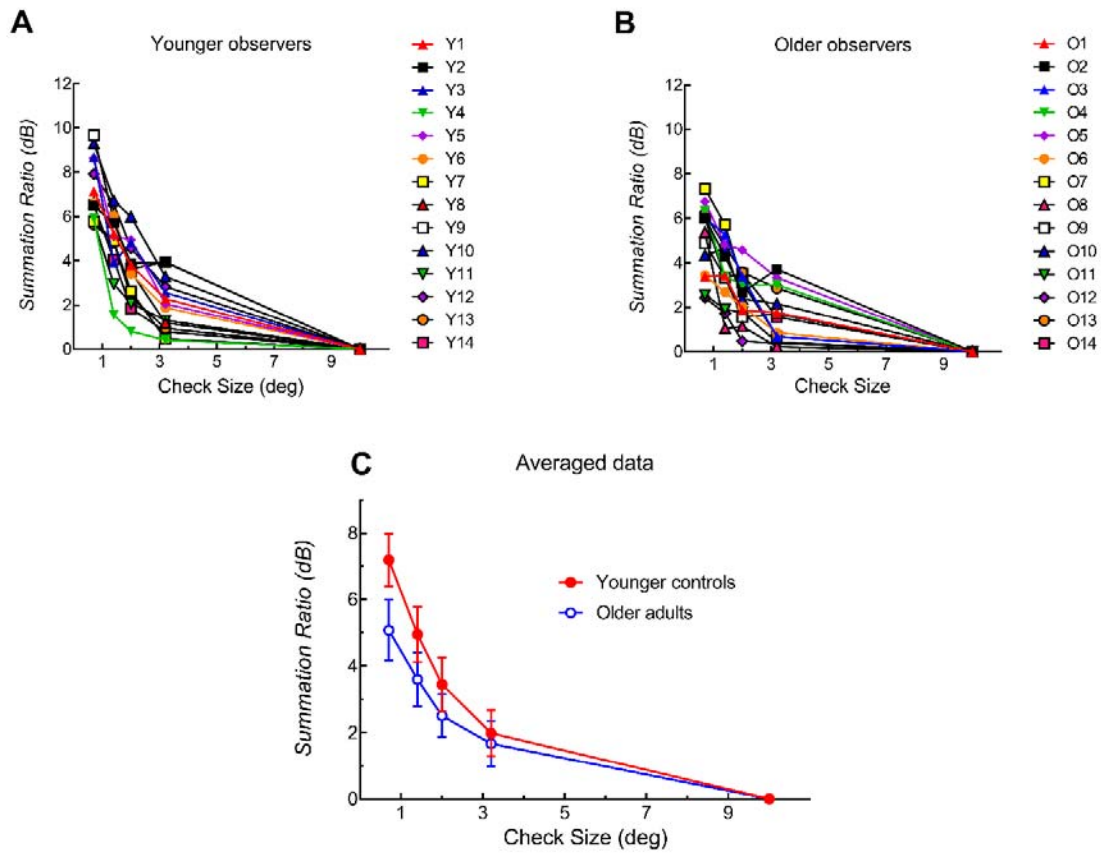 A
Younger observers
Summation Ratio (dB)
12
10
8
6
4
2
0
1
3
5
7
9
Check Size (deg)
Y1
Y2
Y3
Y4
Y5
Y6
Y7
Y8
Y9
Y10
Y11
Y12
Y13
Y14
B
Older observers
Summation Ratio (dB)
12
10
8
6
4
2
0
1
3
5
7
9
Check Size
O1
O2
O3
O4
O5
O6
O7
O8
O9
O10
O11
O12
O13
O14
C
Averaged data
Summation Ratio (dB)
8
6
4
2
0
1
3
5
7
9
Check Size (deg)
Younger controls
Older adults